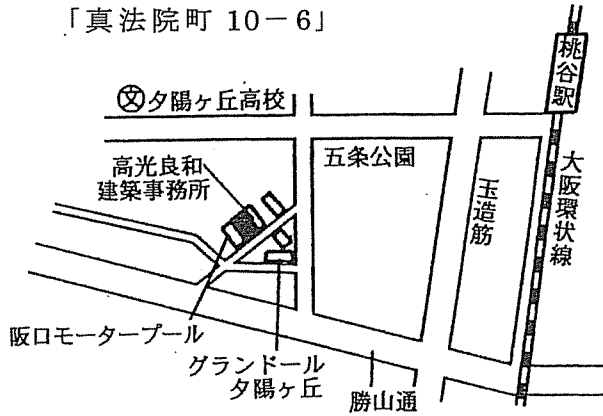 「真法院町 10－6」
桃谷駅
文夕陽ヶ丘高校
高光良和
建築事務所
五条公園
玉造筋
大阪環状線
阪口モータープール
グランドール
夕陽ヶ丘
勝山通